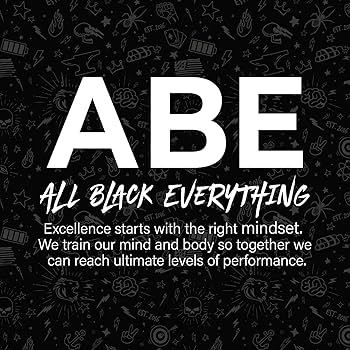 ABE
ALL BLACK EVERYTHING
Excellence starts with the right mindset.
We train our mind and body so together we
can reach ultimate levels of performance.